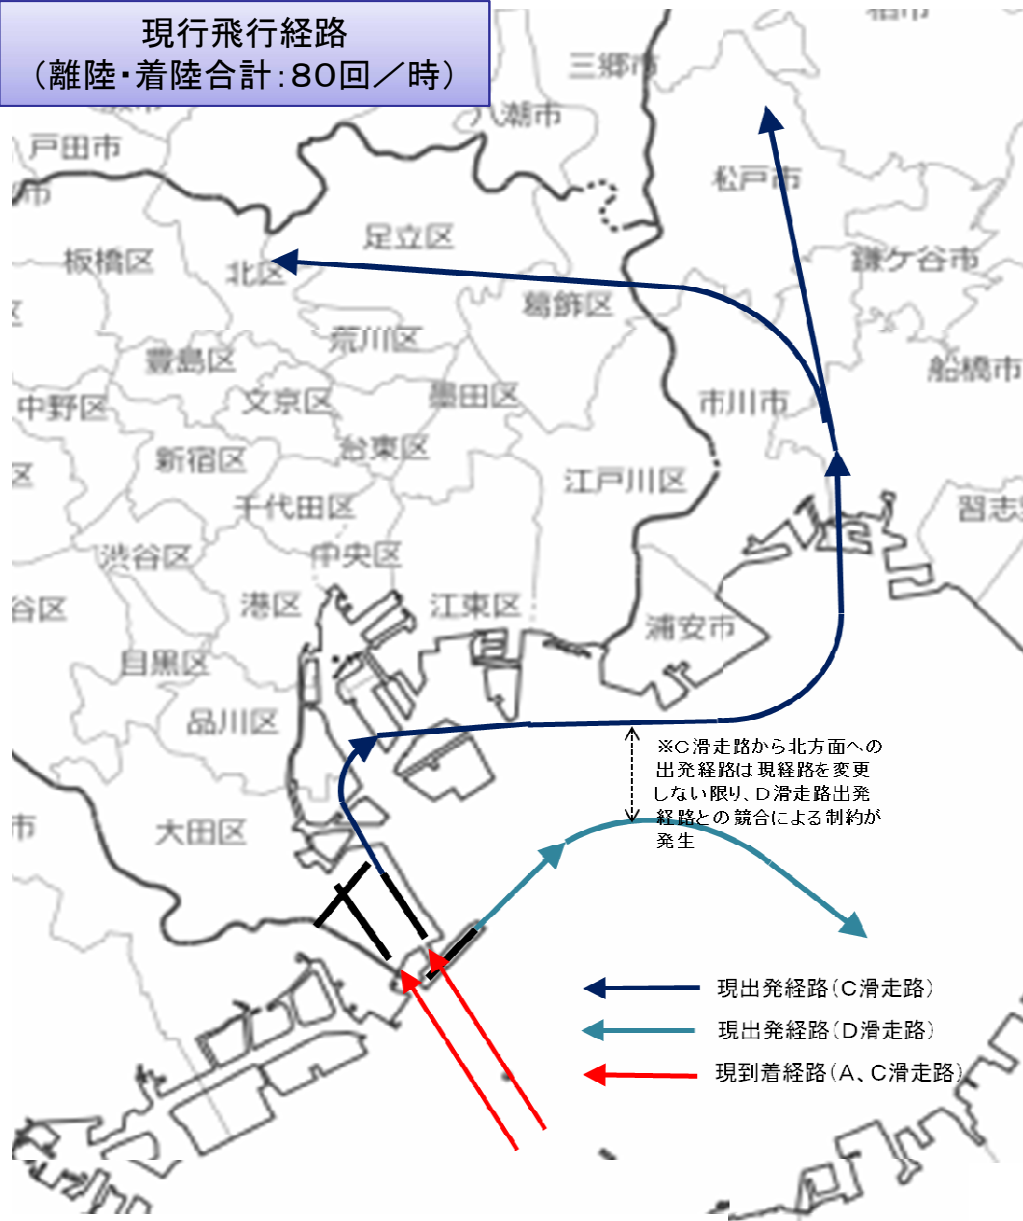 現行飛行経路
（離陸・着陸合計：８０回／時）
三郷市
八潮市
戸田市
松戸市
足立区
板橋区
北区
鎌ケ谷市
葛飾区
荒川区
豊島区
船橋市
中野区
文京区
墨田区
市川市
台東区
新宿区
江戸川区
千代田区
渋谷区
中央区
港区
江東区
浦安市
目黒区
品川区
大田区
※Ｃ滑走路から北方面への
出発経路は現経路を変更
しない限り、Ｄ滑走路出発
経路との競合による制約が
発生
現出発経路（Ｃ滑走路）
現出発経路（Ｄ滑走路）
現到着経路（Ａ、Ｃ滑走路）